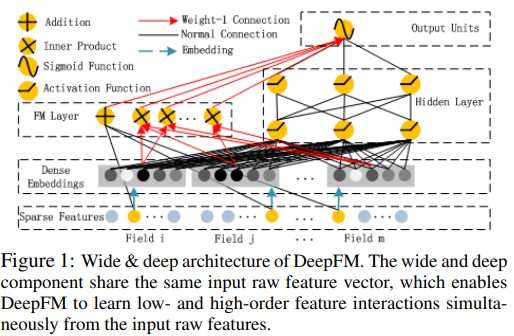 Addition
Inner Product
Sigmoid Function
Activation Function
Weight-1 Connection
Normal Connection
Embedding
Output Units
Hidden Layer
FM Layer
Dense
Embeddings
Sparse Features
Field i
Field j
...
Field m
Figure 1: Wide & deep architecture of DeepFM. The wide and deep
component share the same input raw feature vector, which enables
DeepFM to learn low- and high-order feature interactions simulta-
neously from the input raw features.